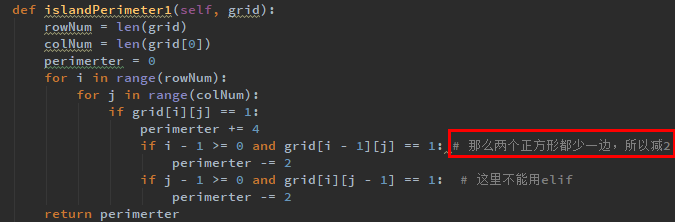 def islandPerimeter1(self, grid):
rowNum = len(grid)
colNum = len(grid[0])
perimerter = 0
for i in range(rowNum):
for j in range(colNum):
if grid[i][j] == 1:
perimerter += 4
if i - 1 >= 0 and grid[i - 1][j] == 1: # 那么两个正方形都少一边，所以减2
perimerter -= 2
if j - 1 >= 0 and grid[i][j - 1] == 1: # 这里不能用elif
perimerter -= 2
return perimerter